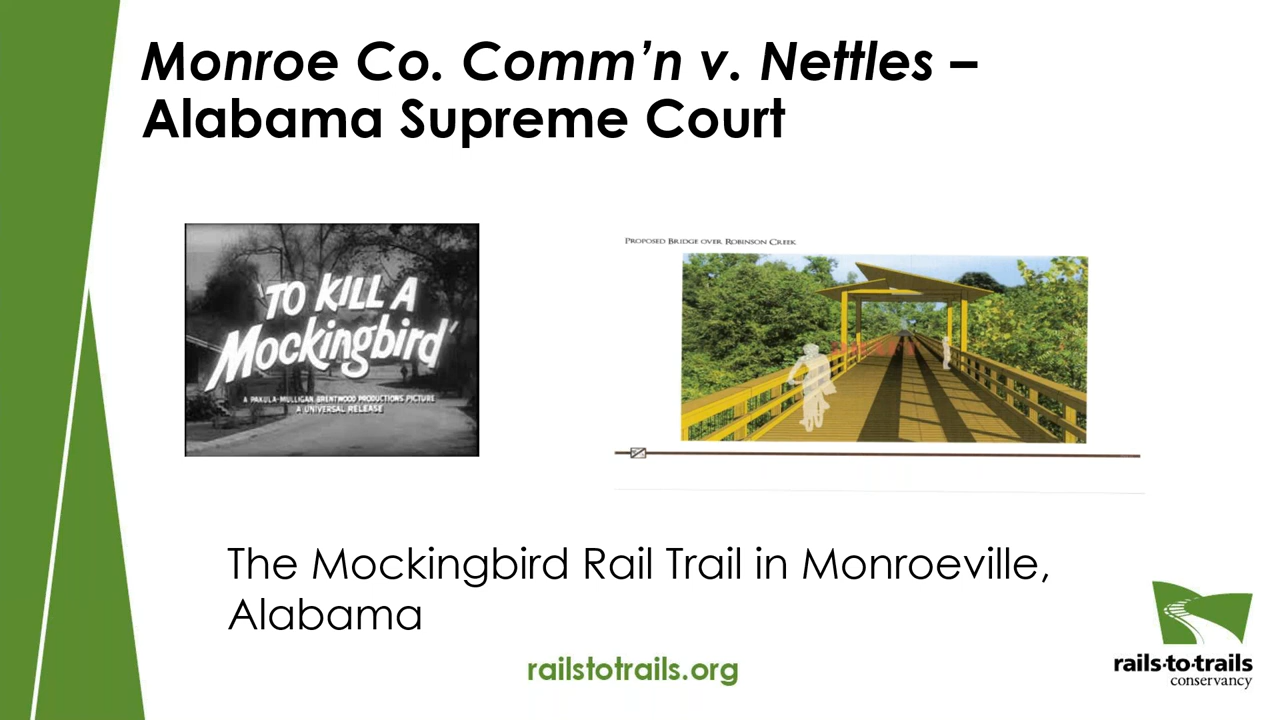 Monroe Co. Comm’n v. Nettles –
Alabama Supreme Court
'TO KILL A
Mockingbird'
A PAKULA-MULLIGAN BRENTWOOD PRODUCTIONS PICTURE
A UNIVERSAL RELEASE
PROPOSED BRIDGE OVER ROBINSON CREEK
The Mockingbird Rail Trail in Monroeville,
Alabama
railstotrails.org
rails·to·trails
conservancy